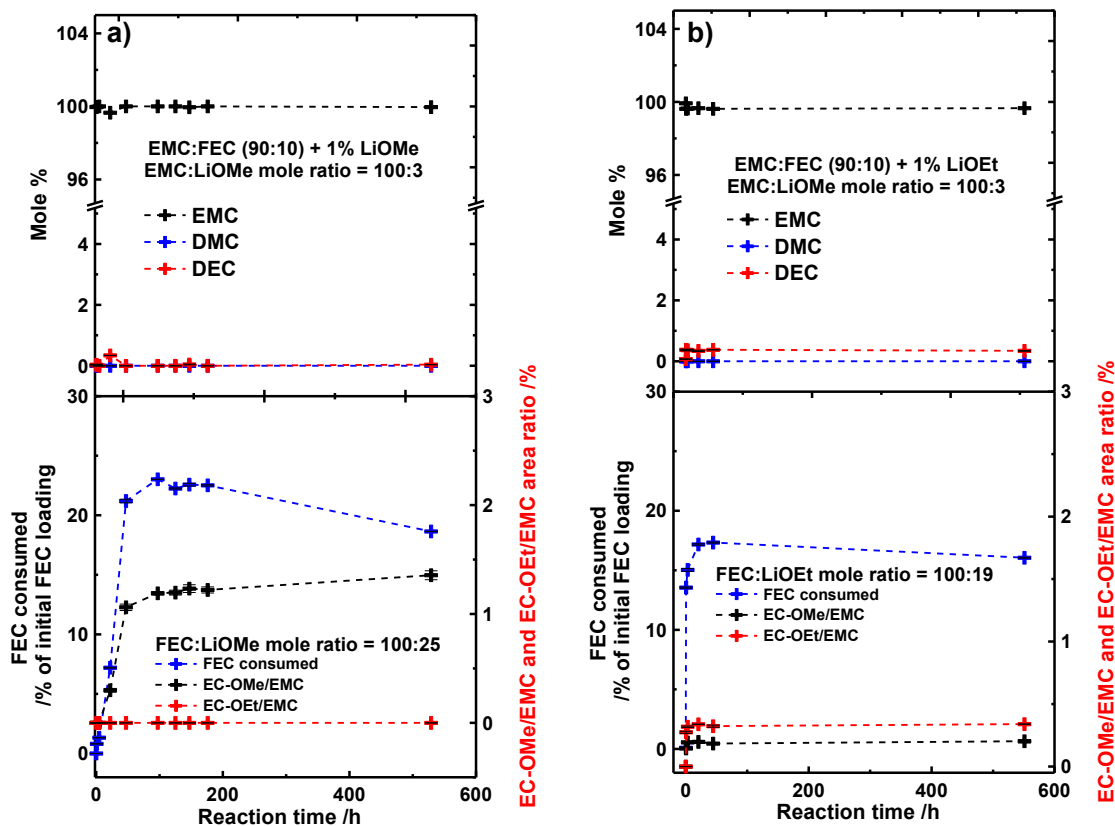 a)
104
100
96
4
2
0
Mole %
EMC:FEC (90:10) + 1% LiOMe
EMC:LiOMe mole ratio = 100:3
EMC
DMC
DEC
30
20
10
0
FEC consumed
/% of initial FEC loading
3
2
1
0
EC-OMe/EMC and EC-OEt/EMC area ratio /%
FEC:LiOMe mole ratio = 100:25
FEC consumed
EC-OMe/EMC
EC-OEt/EMC
0 200 400 600
Reaction time /h
b)
104
100
96
4
2
0
Mole %
EMC:FEC (90:10) + 1% LiOEt
EMC:LiOMe mole ratio = 100:3
EMC
DMC
DEC
0 200 400 600
30
20
10
0
FEC consumed
/% of initial FEC loading
3
2
1
0
EC-OMe/EMC and EC-OEt/EMC area ratio /%
FEC:LiOEt mole ratio = 100:19
FEC consumed
EC-OMe/EMC
EC-OEt/EMC
0 200 400 600
Reaction time /h